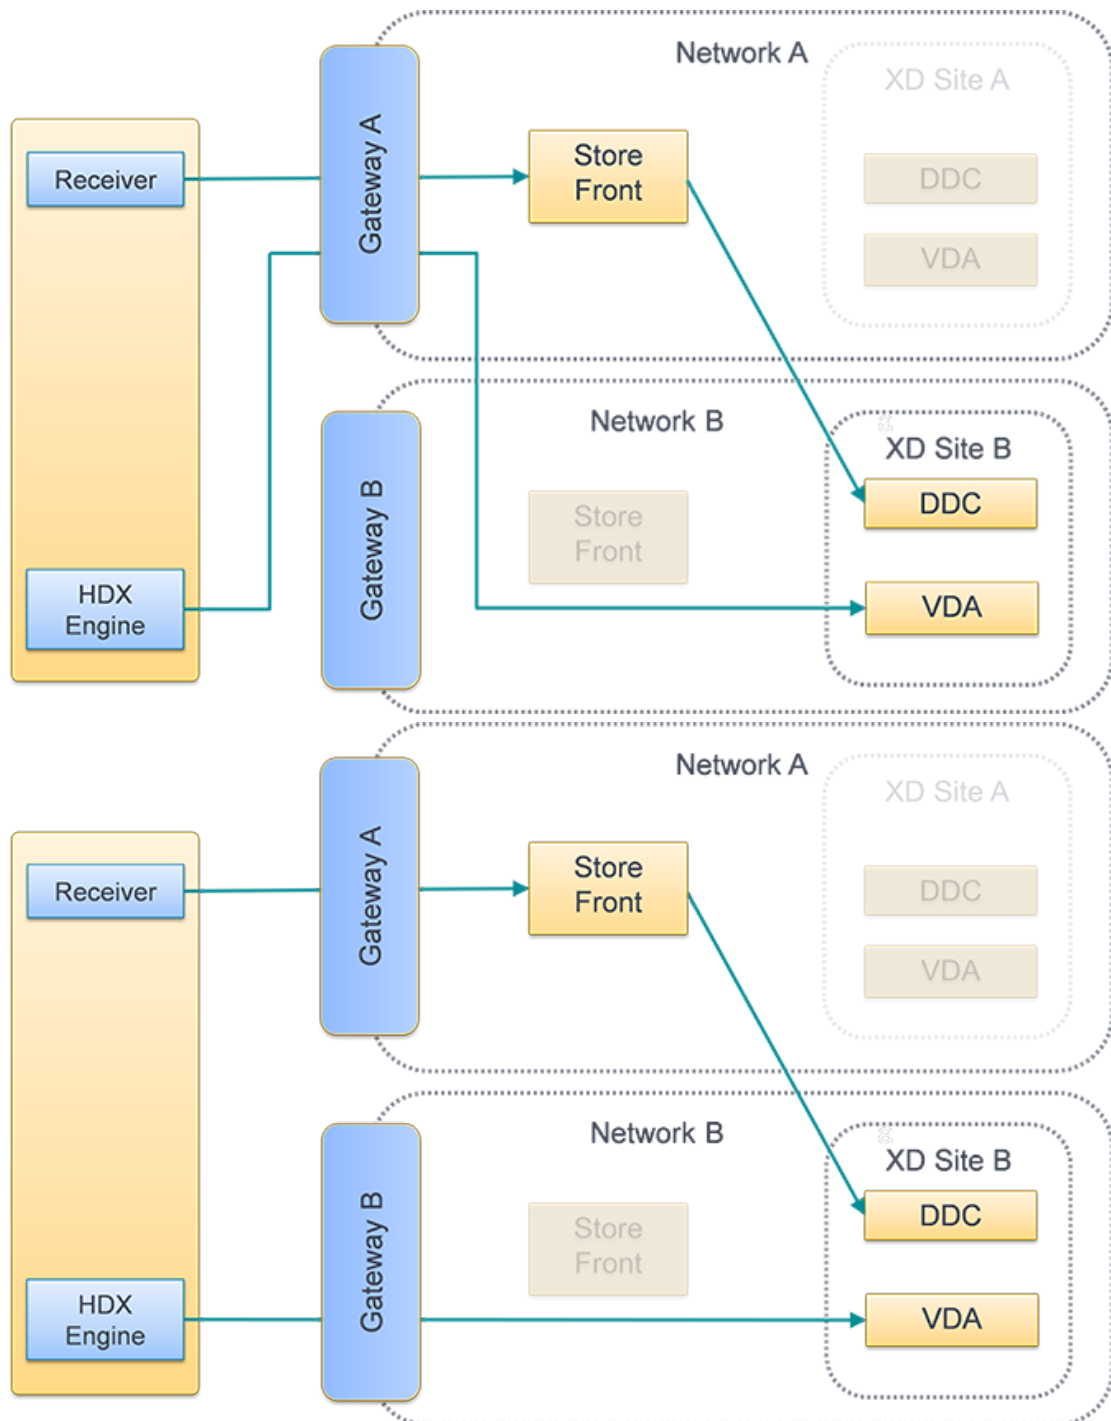 Network A
XD Site A
Gateway A
Store
Front
Receiver
DDC
VDA
Network B
XD Site B
Gateway B
Store
Front
DDC
HDX
Engine
VDA
Network A
XD Site A
Gateway A
Store
Front
Receiver
DDC
VDA
Network B
XD Site B
Gateway B
Store
Front
DDC
HDX
Engine
VDA